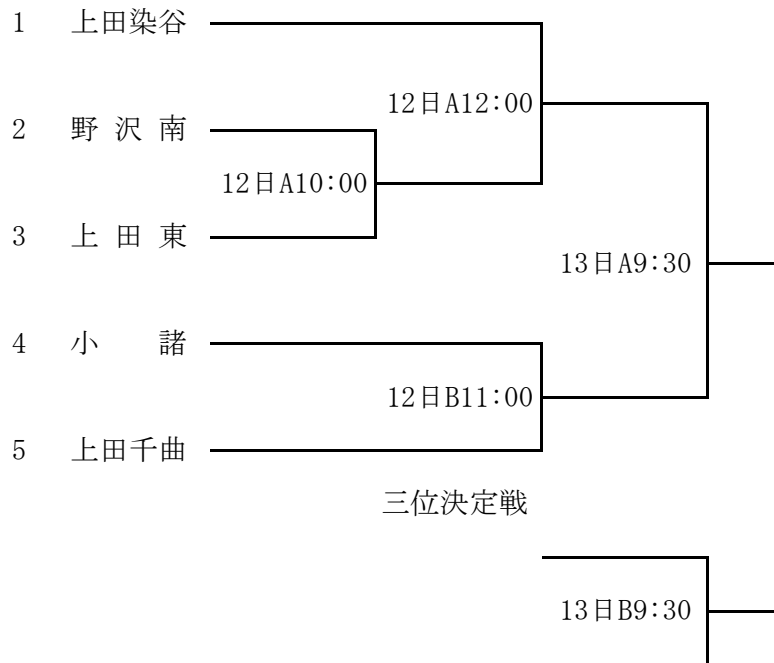 1 上田染谷
12日A12:00
2 野沢南
12日A10:00
3 上田東
13日A9:30
4 小諸
12日B11:00
5 上田千曲
三位決定戦
13日B9:30